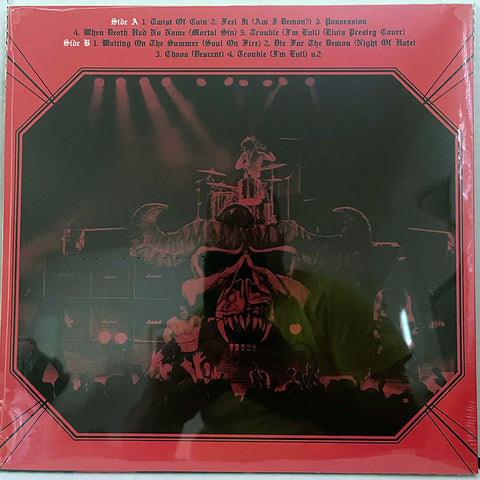 Side A 1. Twist Of Cain 2. Feel It (Am I Demon?) 3. Possession
4. When Death Had No Name (Mortal Sin) 5. Trouble (I'm Evil) (Elvis Presley Cover)
Side B 1. Waiting On The Summer (Soul On Fire) 2. Die For The Demon (Night Of Hate)
3. Chaos (Descent) 4. Trouble (I'm Evil) v.2